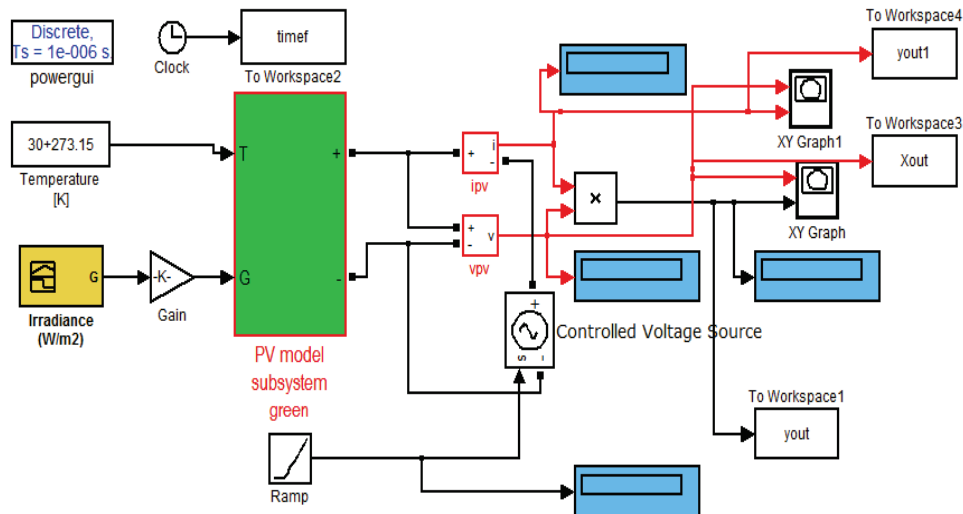 Discrete,
Ts = 1e-006 s
powergui
Clock
timef
To Workspace2
To Workspace4
yout1
30+273.15
Temperature
[K]
T
+
G
-
+
i
-
ipv
+
v
-
vpv
×
XY Graph1
To Workspace3
Xout
XY Graph
G
Irradiance
(W/m2)
-K-
Gain
PV model
subsystem
green
+
s
-
Controlled Voltage Source
To Workspace1
yout
Ramp